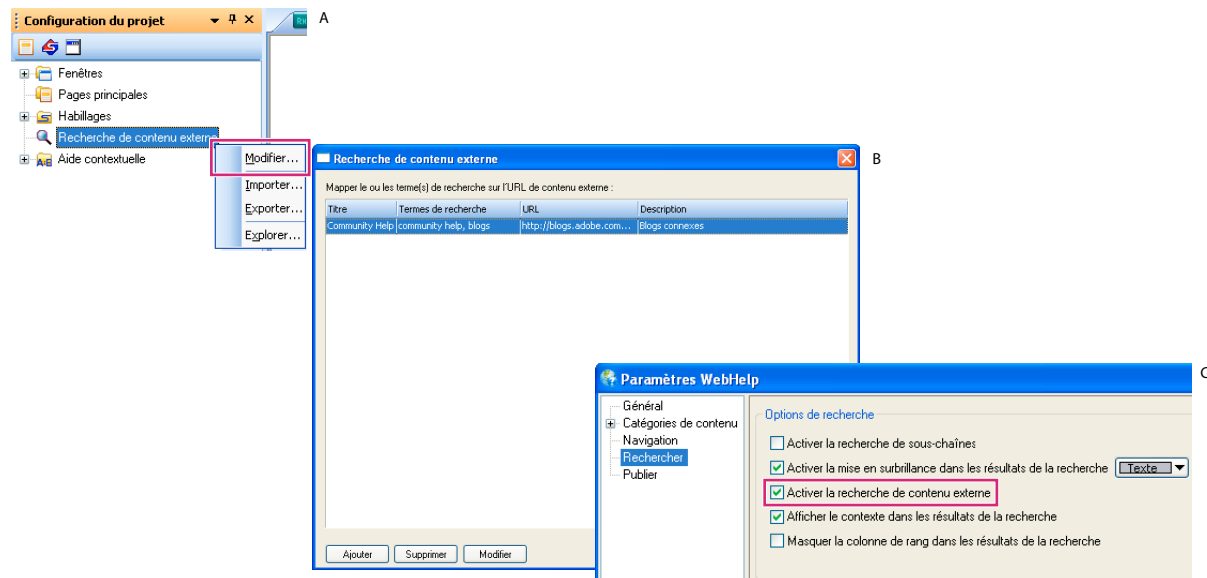 Configuration du projet
A
Fenêtres
Pages principales
Habillages
Recherche de contenu externe
Aide contextuelle
Modifier...
Importer...
Exporter...
Explorer...
Recherche de contenu externe
B
Mapper le ou les terme(s) de recherche sur l'URL de contenu externe :
Titre Termes de recherche URL Description
Community Help community help, blogs http://blogs.adobe.com... Blogs connexes
Ajouter Supprimer Modifier
Paramètres WebHelp
C
Général
Catégories de contenu
Navigation
Rechercher
Publier
Options de recherche
Activer la recherche de sous-chaînes
Activer la mise en surbrillance dans les résultats de la recherche Texte
Activer la recherche de contenu externe
Afficher le contexte dans les résultats de la recherche
Masquer la colonne de rang dans les résultats de la recherche